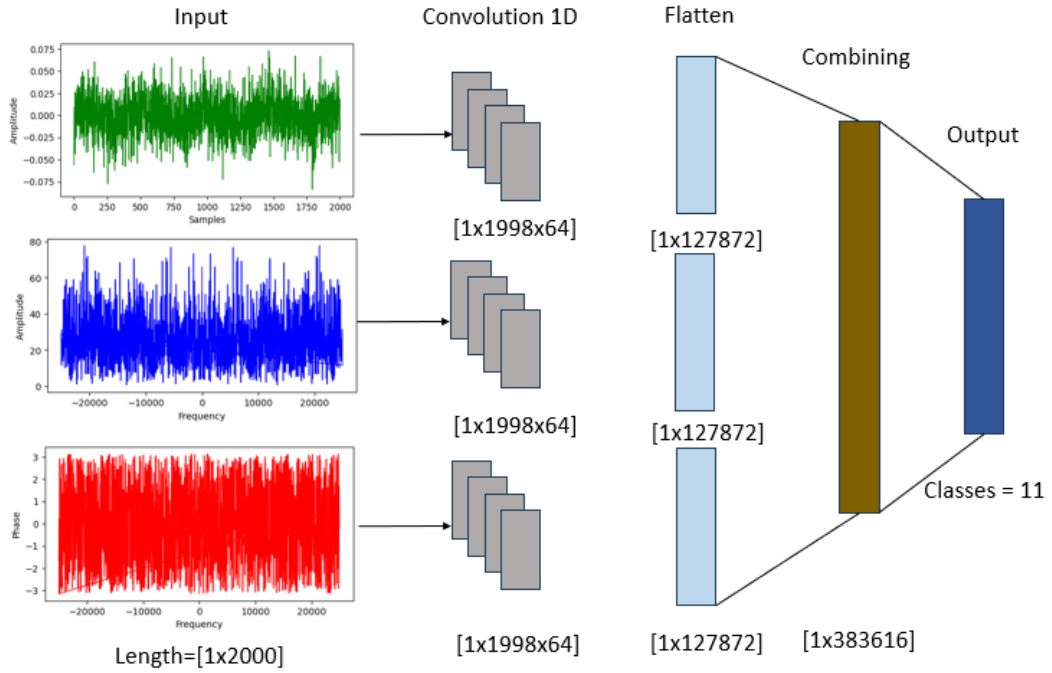 Input
Convolution 1D
Flatten
Combining
Output
0.075
0.050
0.025
0.000
−0.025
−0.050
−0.075
Amplitude
0 250 500 750 1000 1250 1500 1750 2000
Samples
[1x1998x64]
[1x127872]
80
60
40
20
0
Amplitude
−20000 −10000 0 10000 20000
Frequency
[1x1998x64]
[1x127872]
3
2
1
0
−1
−2
−3
Phase
−20000 −10000 0 10000 20000
Frequency
Classes = 11
Length=[1x2000]
[1x1998x64]
[1x127872]
[1x383616]